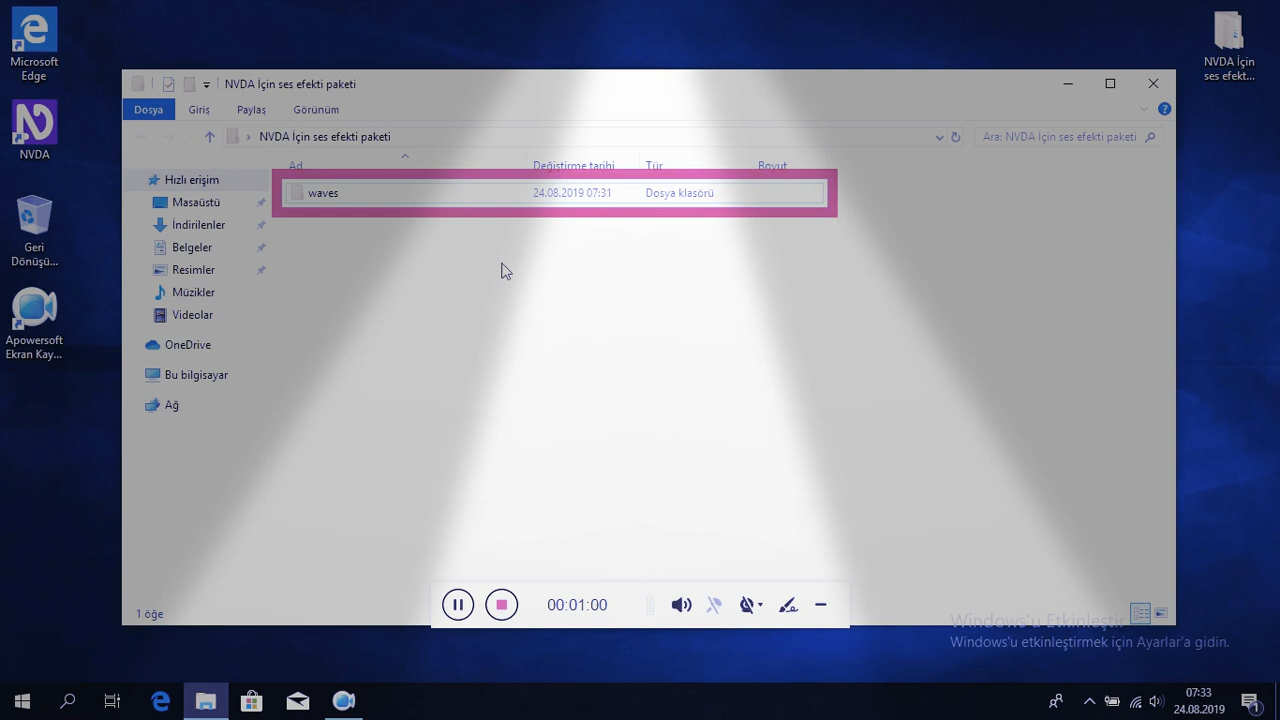 Microsoft
Edge
NVDA
Geri
Dönüşü...
Apowersoft
Ekran Kay...
NVDA İçin
ses efekt...
NVDA İçin ses efekti paketi
Dosya
Giriş
Paylaş
Görünüm
NVDA İçin ses efekti paketi
Ara: NVDA İçin ses efekti paketi
Ad
Değiştirme tarihi
Tür
Boyut
waves
24.08.2019 07:31
Dosya klasörü
Hızlı erişim
Masaüstü
İndirilenler
Belgeler
Resimler
Müzikler
Videolar
OneDrive
Bu bilgisayar
Ağ
1 öğe
00:01:00
Windows'u Etkinleştir
Windows'u etkinleştirmek için Ayarlar'a gidin.
07:33
24.08.2019
1